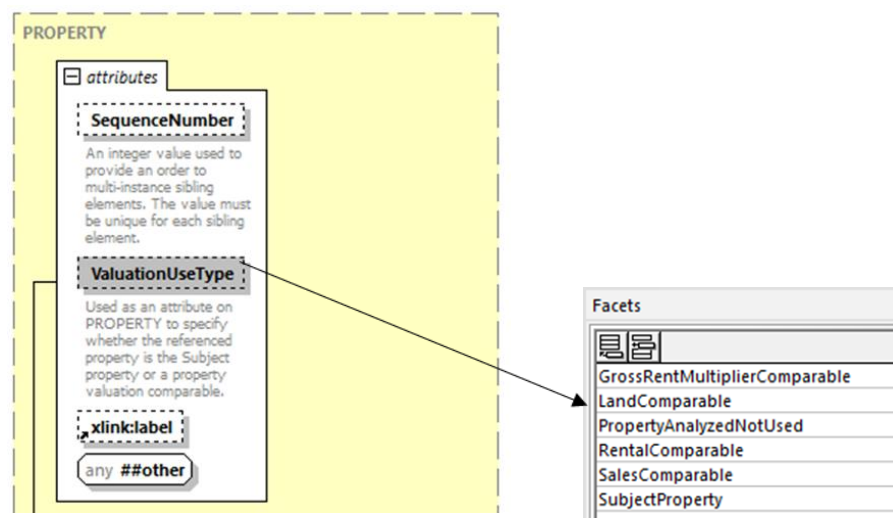 PROPERTY
attributes
SequenceNumber
An integer value used to
provide an order to
multi-instance sibling
elements. The value must
be unique for each sibling
element.
ValuationUseType
Used as an attribute on
PROPERTY to specify
whether the referenced
property is the Subject
property or a property
valuation comparable.
xlink:label
any ##other
Facets
GrossRentMultiplierComparable
LandComparable
PropertyAnalyzedNotUsed
RentalComparable
SalesComparable
SubjectProperty